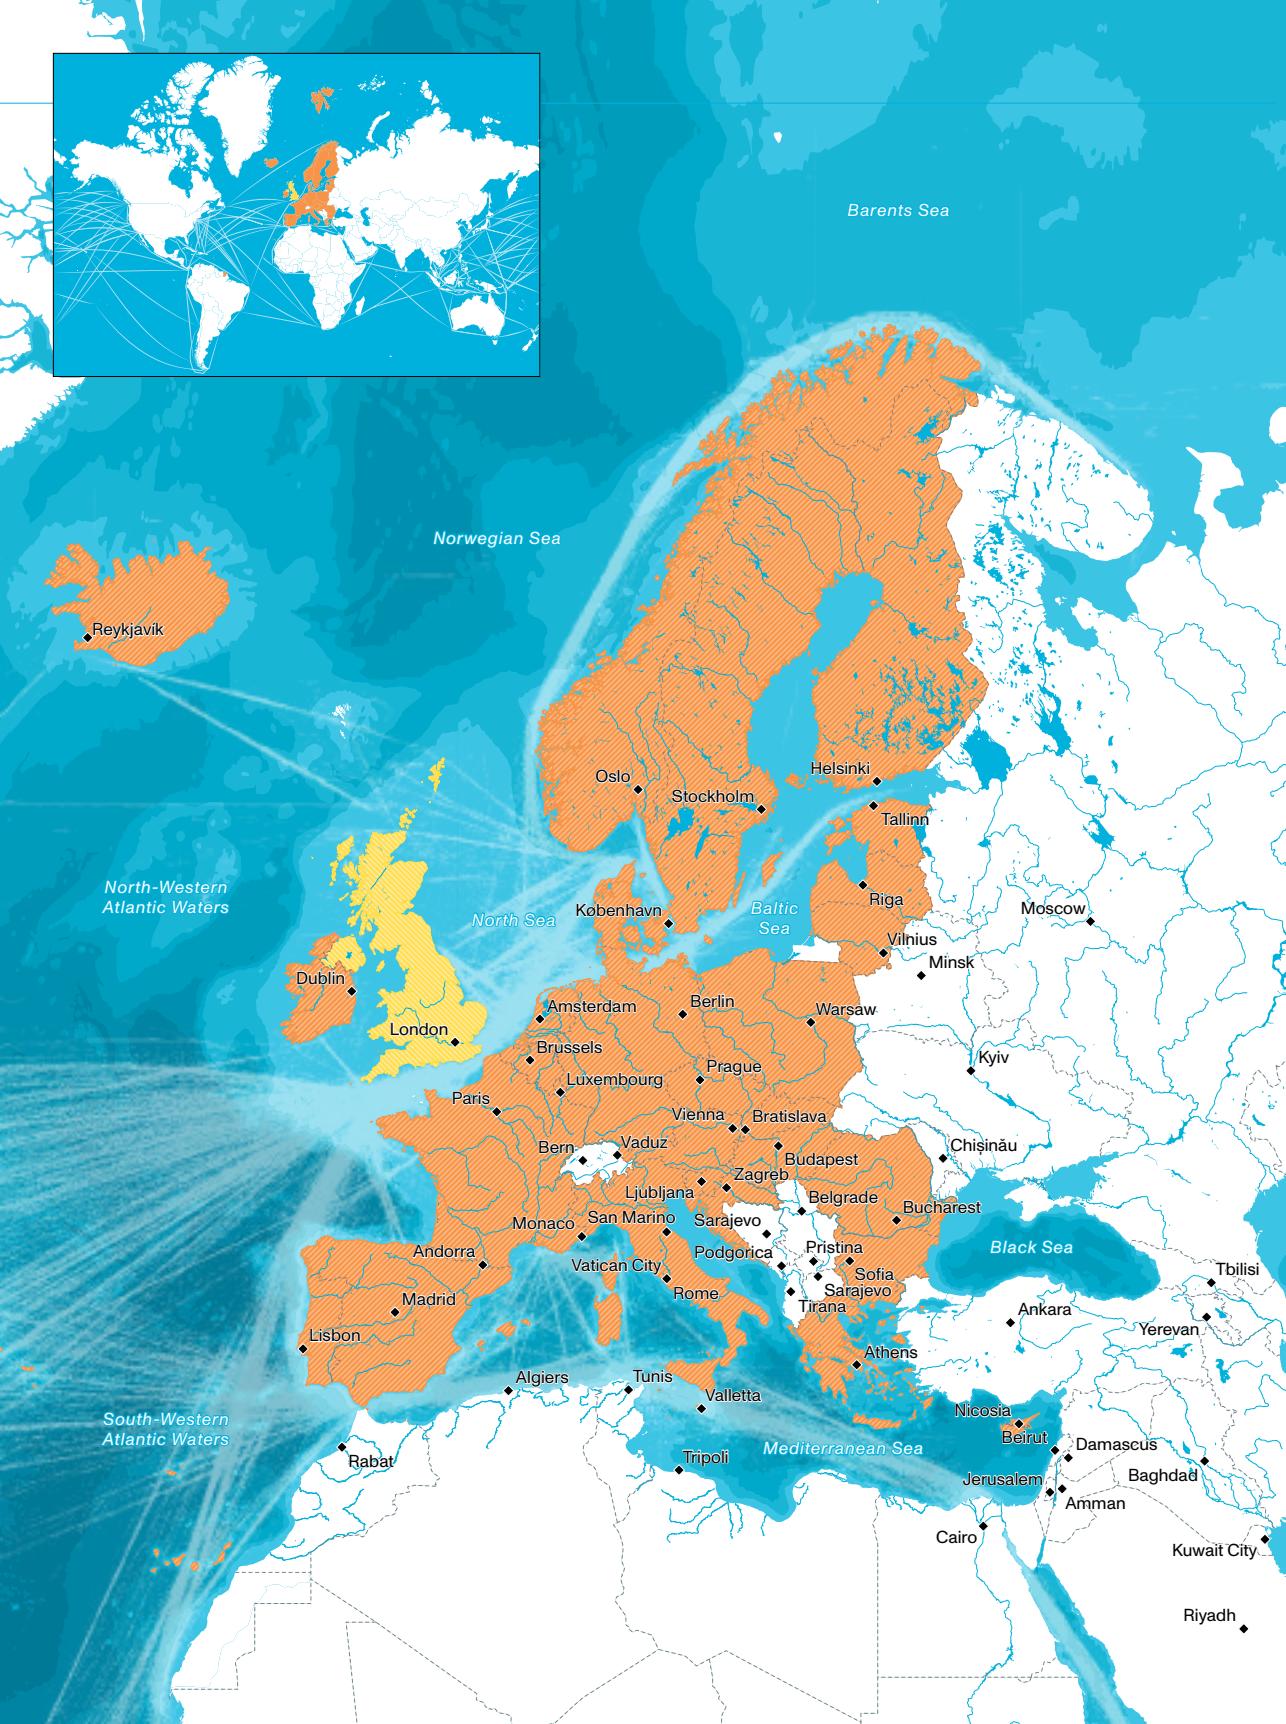 Barents Sea
Norwegian Sea
Reykjavík
Oslo
Helsinki
Stockholm
Tallinn
North-Western
Atlantic Waters
North Sea
København
Baltic
Sea
Riga
Moscow
Vilnius
Minsk
Dublin
London
Amsterdam
Berlin
Warsaw
Brussels
Kyiv
Luxembourg
Prague
Paris
Vienna
Bratislava
Bern
Vaduz
Budapest
Chișinău
Ljubljana
Zagreb
Belgrade
Bucharest
Monaco
San Marino
Sarajevo
Andorra
Podgorica
Pristina
Black Sea
Vatican City
Sofia
Tbilisi
Rome
Sarajevo
Madrid
Tirana
Ankara
Yerevan
Lisbon
Athens
Algiers
Tunis
Valletta
South-Western
Atlantic Waters
Nicosia
Beirut
Damascus
Rabat
Tripoli
Mediterranean Sea
Jerusalem
Baghdad
Amman
Cairo
Kuwait City
Riyadh